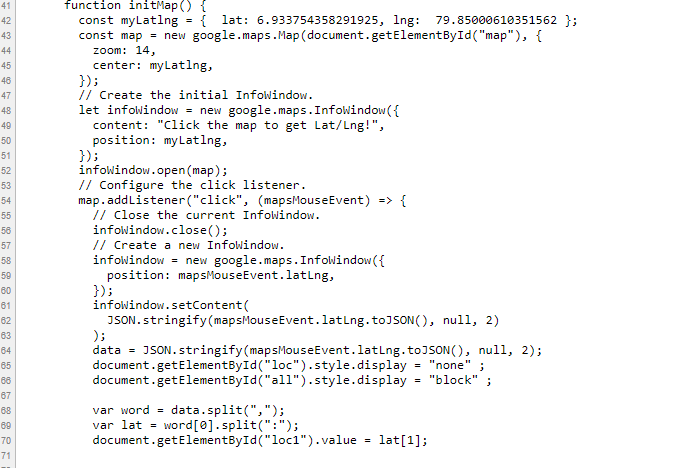 41 function initMap() {
42 const myLatlng = {  lat: 6.933754358291925, lng:  79.85000610351562 };
43 const map = new google.maps.Map(document.getElementById("map"), {
44 zoom: 14,
45 center: myLatlng,
46 });
47 // Create the initial InfoWindow.
48 let infoWindow = new google.maps.InfoWindow({
49 content: "Click the map to get Lat/Lng!",
50 position: myLatlng,
51 });
52 infoWindow.open(map);
53 // Configure the click listener.
54 map.addListener("click", (mapsMouseEvent) => {
55 // Close the current InfoWindow.
56 infoWindow.close();
57 // Create a new InfoWindow.
58 infoWindow = new google.maps.InfoWindow({
59 position: mapsMouseEvent.latLng,
60 });
61 infoWindow.setContent(
62 JSON.stringify(mapsMouseEvent.latLng.toJSON(), null, 2)
63 );
64 data = JSON.stringify(mapsMouseEvent.latLng.toJSON(), null, 2);
65 document.getElementById("loc").style.display = "none" ;
66 document.getElementById("all").style.display = "block" ;
67
68 var word = data.split(",");
69 var lat = word[0].split(":");
70 document.getElementById("loc1").value = lat[1];
71